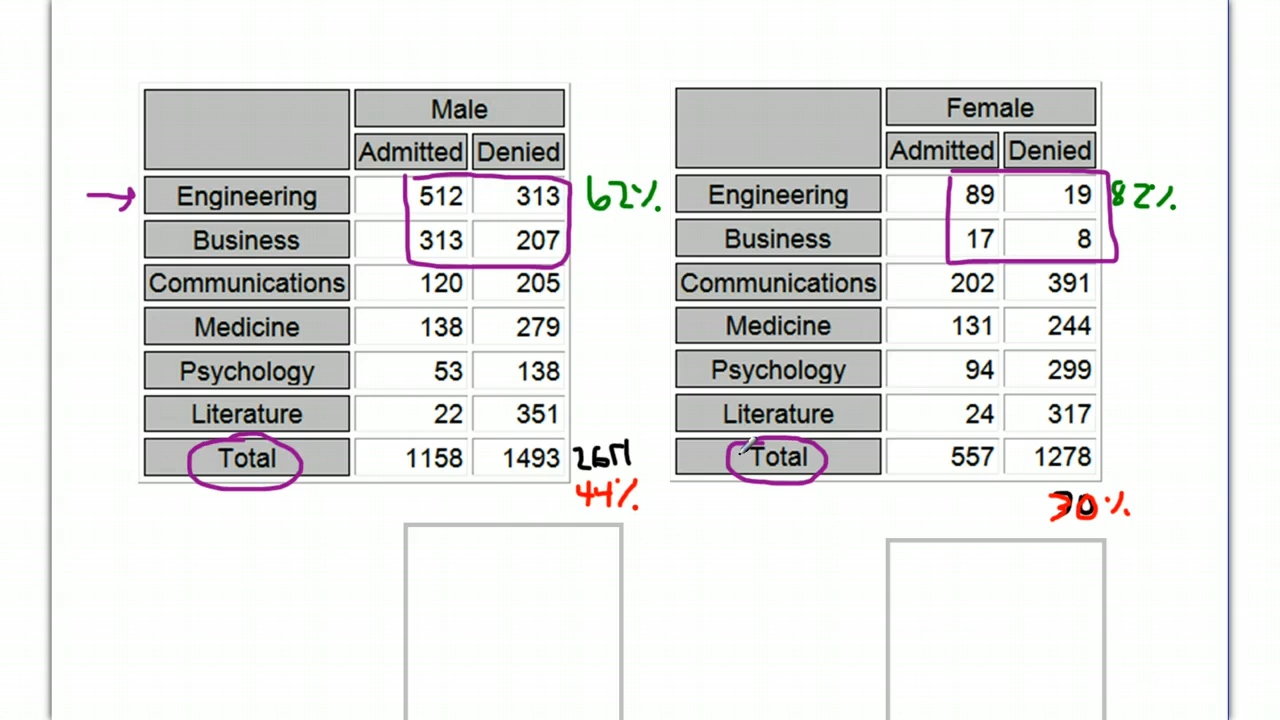 Male
Admitted Denied
Engineering 512 313 62%
Business 313 207
Communications 120 205
Medicine 138 279
Psychology 53 138
Literature 22 351
Total 1158 1493
44%
Female
Admitted Denied
Engineering 89 19 82%
Business 17 8
Communications 202 391
Medicine 131 244
Psychology 94 299
Literature 24 317
Total 557 1278
30%